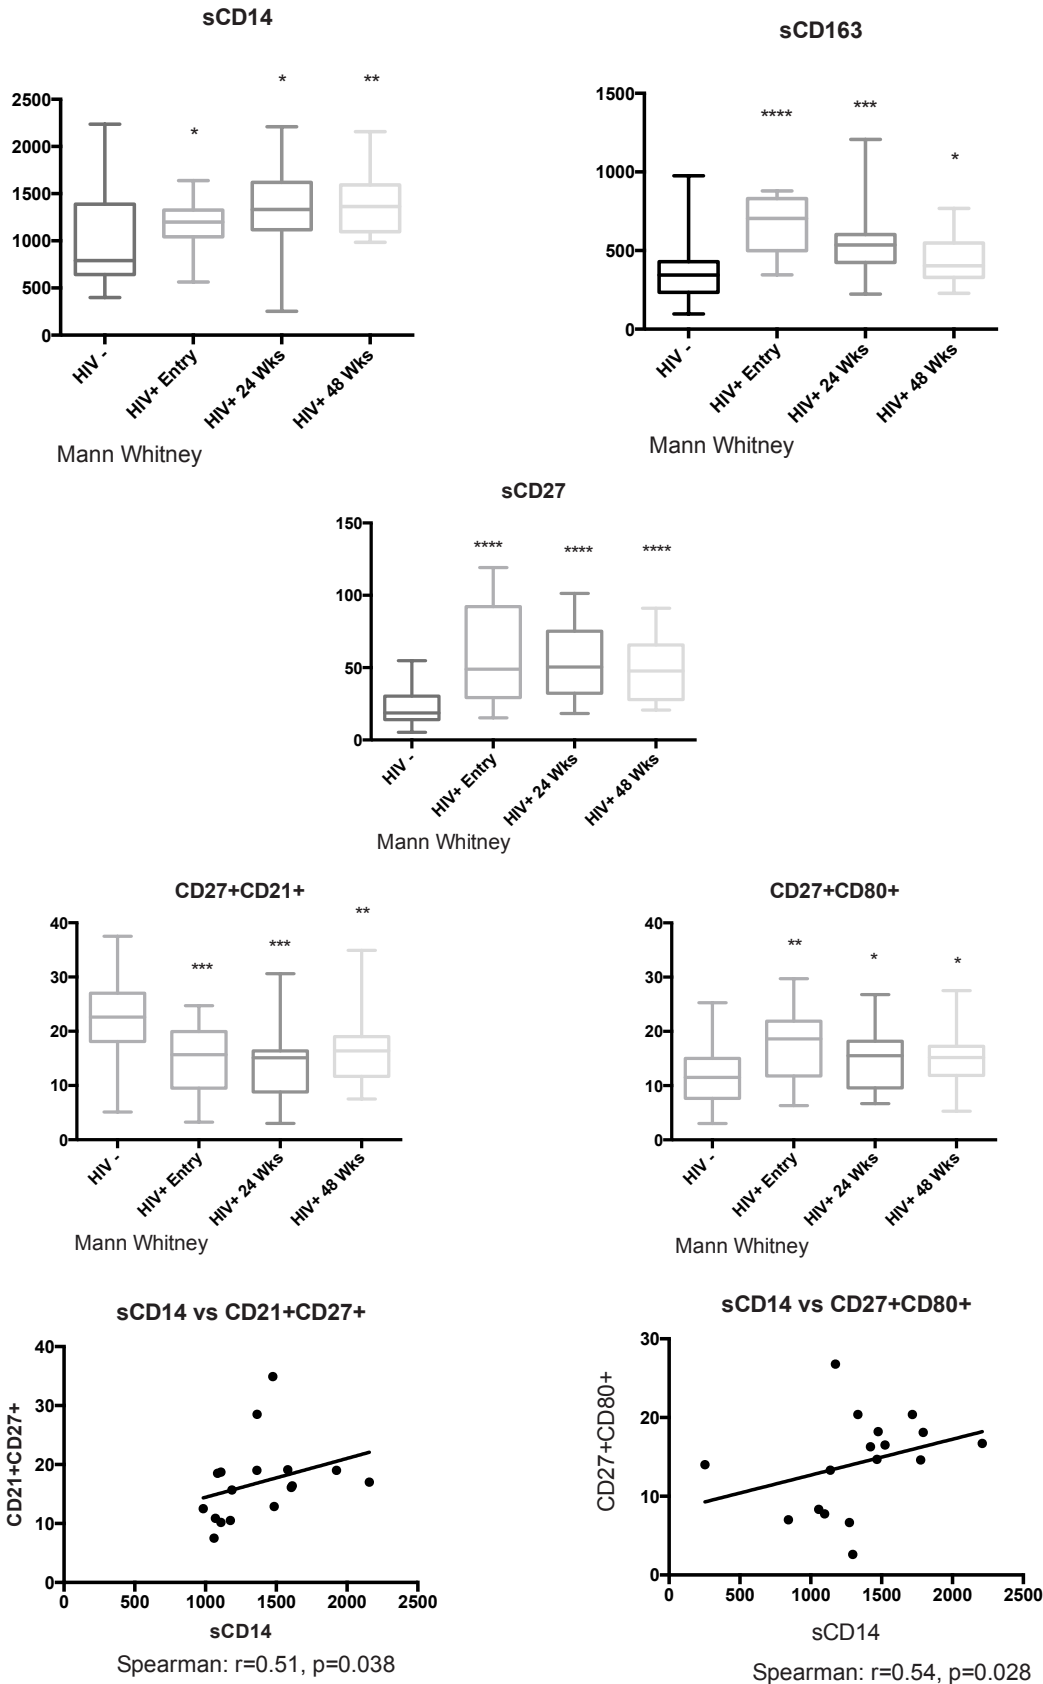 sCD14
sCD163
*
*
**
2500
2000
1500
1000
500
0
HIV -
HIV+ Entry
HIV+ 24 Wks
HIV+ 48 Wks
Mann Whitney
****
***
*
1500
1000
500
0
HIV -
HIV+ Entry
HIV+ 24 Wks
HIV+ 48 Wks
Mann Whitney
sCD27
****
****
****
150
100
50
0
HIV -
HIV+ Entry
HIV+ 24 Wks
HIV+ 48 Wks
Mann Whitney
CD27+CD21+
***
***
**
40
30
20
10
0
HIV -
HIV+ Entry
HIV+ 24 Wks
HIV+ 48 Wks
Mann Whitney
CD27+CD80+
**
*
*
40
30
20
10
0
HIV -
HIV+ Entry
HIV+ 24 Wks
HIV+ 48 Wks
Mann Whitney
sCD14 vs CD21+CD27+
CD21+CD27+
40
30
20
10
0
0 500 1000 1500 2000 2500
sCD14
Spearman: r=0.51, p=0.038
sCD14 vs CD27+CD80+
CD27+CD80+
30
20
10
0
0 500 1000 1500 2000 2500
sCD14
Spearman: r=0.54, p=0.028